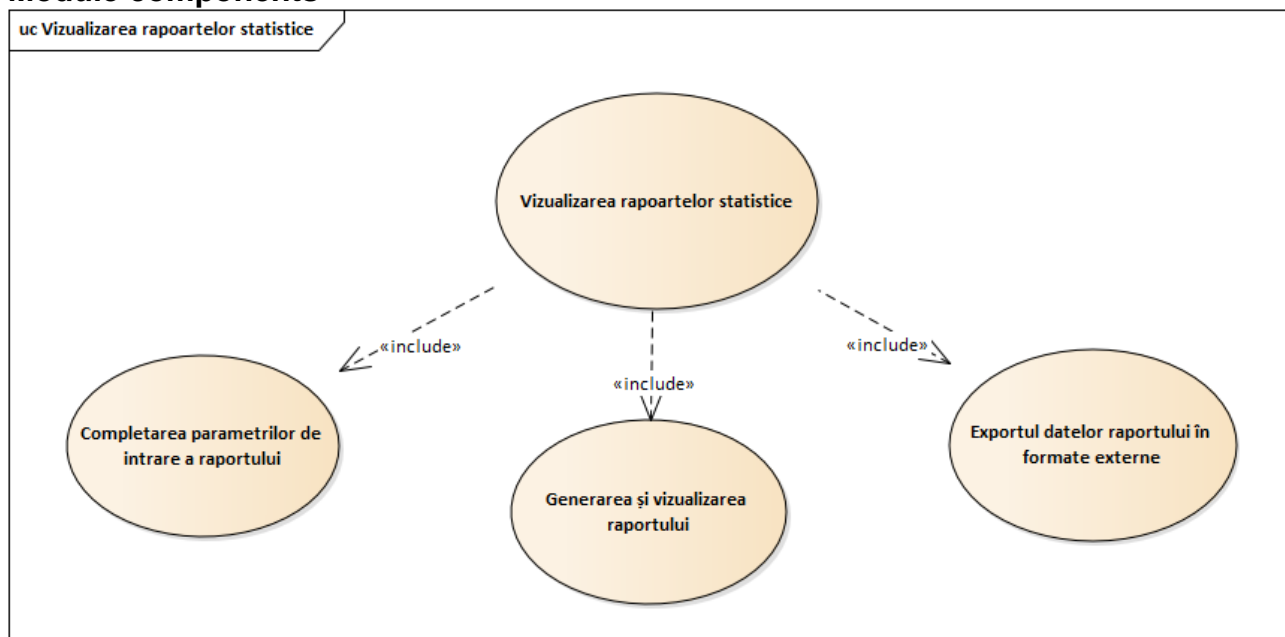 Module components
uc Vizualizarea rapoartelor statistice
Vizualizarea rapoartelor statistice
«include»
«include»
«include»
Completarea parametrilor de
intrare a raportului
Generarea și vizualizarea
raportului
Exportul datelor raportului în
formate externe